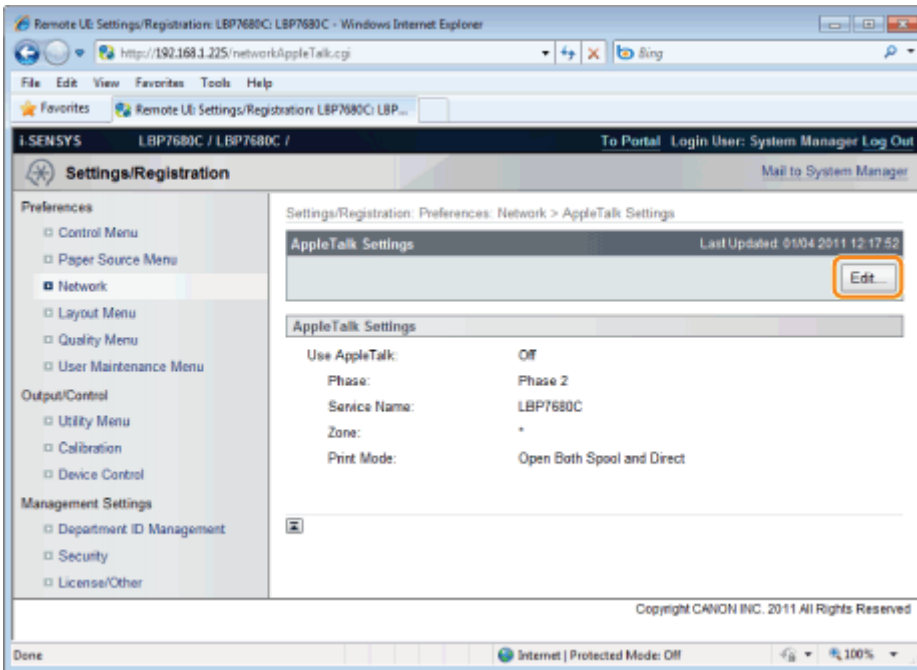 Remote UI: Settings/Registration: LBP7680C: LBP7680C - Windows Internet Explorer
http://192.168.1.225/networkAppleTalk.cgi
Bing
File Edit View Favorites Tools Help
Favorites
Remote UI: Settings/Registration: LBP7680C: LBP...
i-SENSYS LBP7680C / LBP7680C /
To Portal Login User: System Manager Log Out
Settings/Registration
Mail to System Manager
Preferences
Control Menu
Paper Source Menu
Network
Layout Menu
Quality Menu
User Maintenance Menu
Output/Control
Utility Menu
Calibration
Device Control
Management Settings
Department ID Management
Security
License/Other
Settings/Registration: Preferences: Network > AppleTalk Settings
AppleTalk Settings Last Updated: 01/04 2011 12:17:52
Edit...
AppleTalk Settings
Use AppleTalk: Off
Phase: Phase 2
Service Name: LBP7680C
Zone: *
Print Mode: Open Both Spool and Direct
Copyright CANON INC. 2011 All Rights Reserved
Done
Internet | Protected Mode: Off
100%